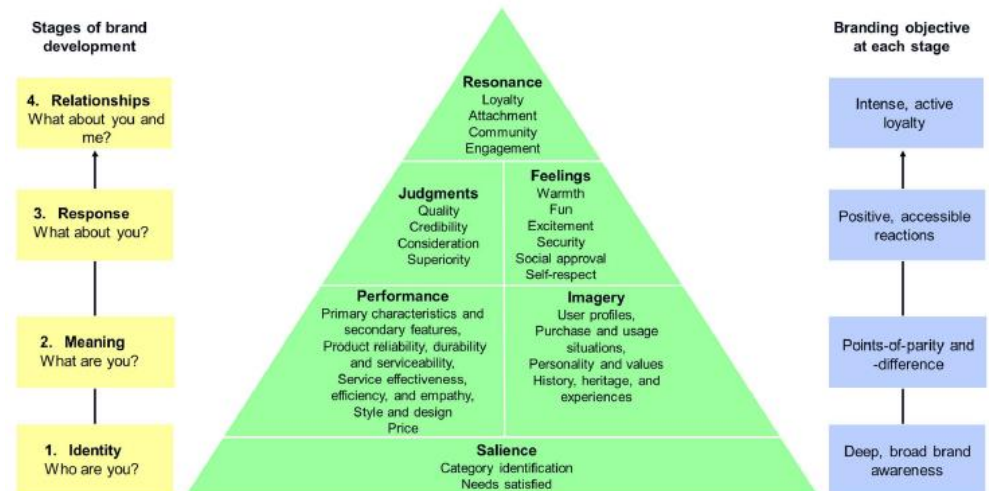 Stages of brand
development
4. Relationships
What about you and
me?
3. Response
What about you?
2. Meaning
What are you?
1. Identity
Who are you?
Resonance
Loyalty
Attachment
Community
Engagement
Judgments
Quality
Credibility
Consideration
Superiority
Feelings
Warmth
Fun
Excitement
Security
Social approval
Self-respect
Performance
Primary characteristics and
secondary features,
Product reliability, durability
and serviceability,
Service effectiveness,
efficiency, and empathy,
Style and design
Price
Imagery
User profiles,
Purchase and usage
situations,
Personality and values
History, heritage, and
experiences
Salience
Category identification
Needs satisfied
Branding objective
at each stage
Intense, active
loyalty
Positive, accessible
reactions
Points-of-parity and
-difference
Deep, broad brand
awareness